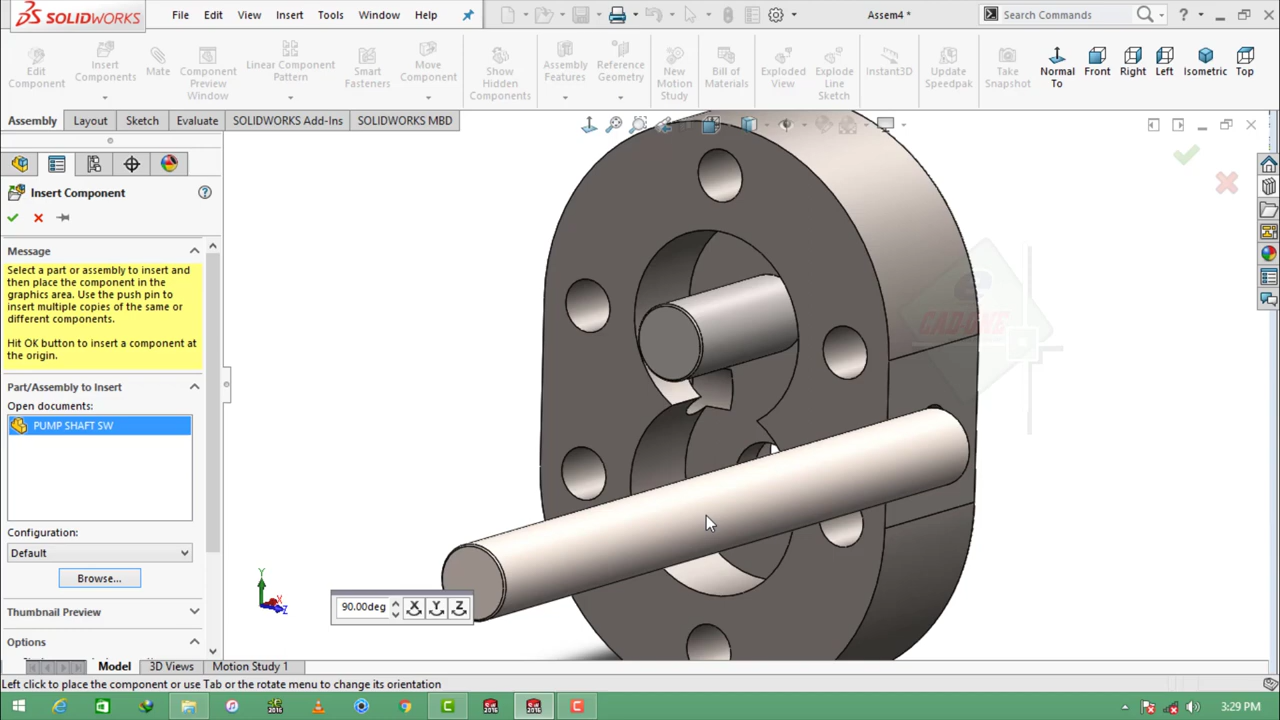 SOLIDWORKS
File Edit View Insert Tools Window Help
Assem4 *
Search Commands
Edit Component
Insert Components
Mate
Component Preview Window
Linear Component Pattern
Smart Fasteners
Move Component
Show Hidden Components
Assembly Features
Reference Geometry
New Motion Study
Bill of Materials
Exploded View
Explode Line Sketch
Instant3D
Update Speedpak
Take Snapshot
Normal To
Front
Right
Left
Isometric
Top
Assembly Layout Sketch Evaluate SOLIDWORKS Add-Ins SOLIDWORKS MBD
Insert Component
Message
Select a part or assembly to insert and
then place the component in the
graphics area. Use the push pin to
insert multiple copies of the same or
different components.
Hit OK button to insert a component at
the origin.
Part/Assembly to Insert
Open documents:
PUMP SHAFT SW
Configuration:
Default
Browse...
Thumbnail Preview
Options
CAD-ONE
Y
X
Z
90.00deg X Y Z
Model 3D Views Motion Study 1
Left click to place the component or use Tab or the rotate menu to change its orientation
3:29 PM